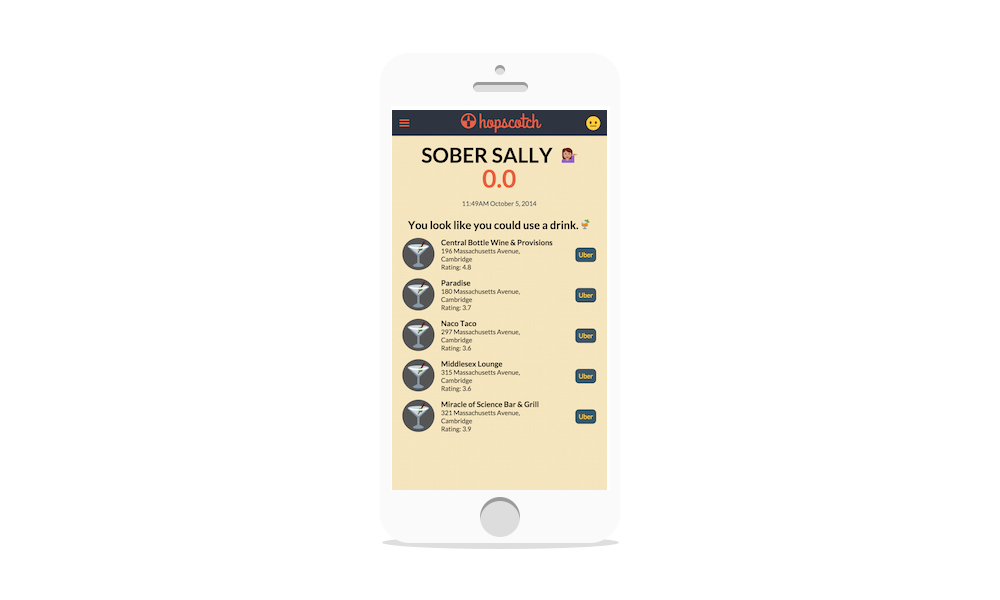 hopscotch
SOBER SALLY
0.0
11:49AM October 5, 2014
You look like you could use a drink.
Central Bottle Wine & Provisions
196 Massachusetts Avenue,
Cambridge
Rating: 4.8
Uber
Paradise
180 Massachusetts Avenue,
Cambridge
Rating: 3.7
Uber
Naco Taco
297 Massachusetts Avenue,
Cambridge
Rating: 3.6
Uber
Middlesex Lounge
315 Massachusetts Avenue,
Cambridge
Rating: 3.6
Uber
Miracle of Science Bar & Grill
321 Massachusetts Avenue,
Cambridge
Rating: 3.9
Uber